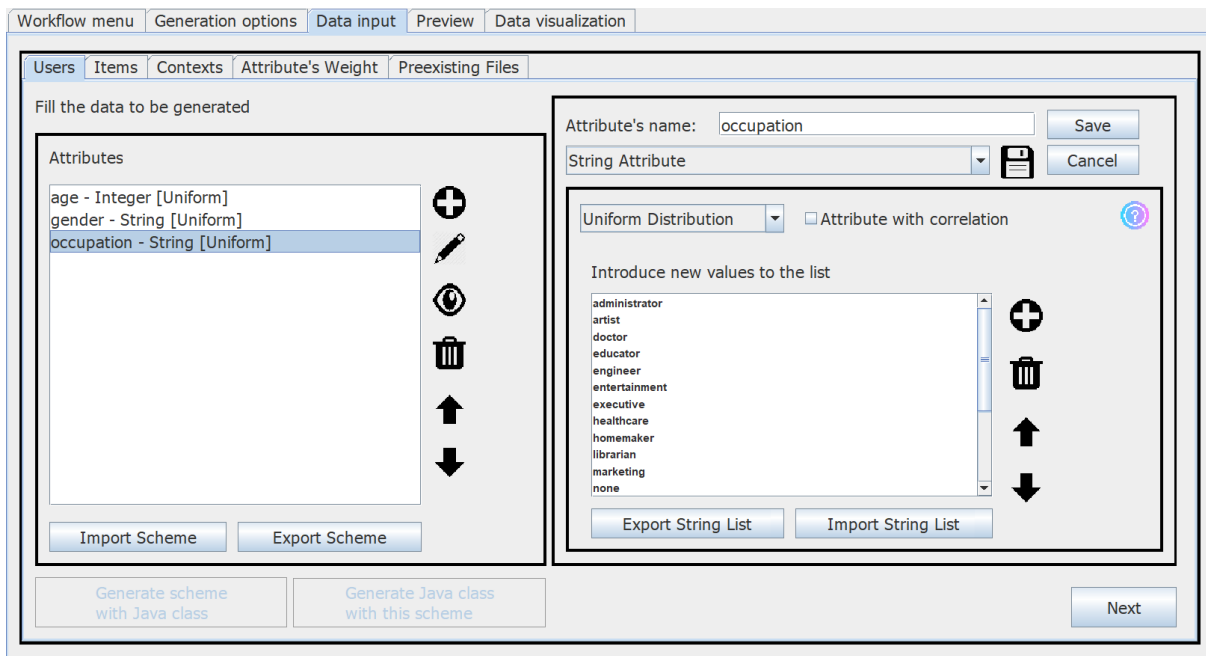 Workflow menu Generation options Data input Preview Data visualization
Users Items Contexts Attribute's Weight Preexisting Files
Fill the data to be generated
Attributes
age - Integer [Uniform]
gender - String [Uniform]
occupation - String [Uniform]
Import Scheme Export Scheme
Generate scheme
with Java class
Generate Java class
with this scheme
Attribute's name: occupation Save
String Attribute Cancel
Uniform Distribution Attribute with correlation ?
Introduce new values to the list
administrator
artist
doctor
educator
engineer
entertainment
executive
healthcare
homemaker
librarian
marketing
none
Export String List Import String List
Next